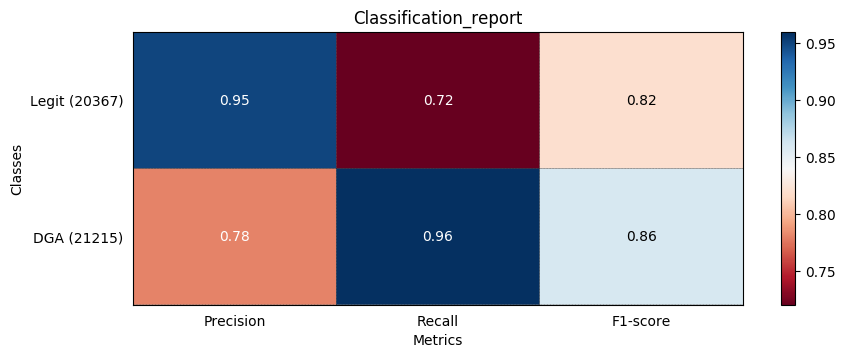 Classification_report
Classes
Legit (20367)
0.95 0.72 0.82
DGA (21215)
0.78 0.96 0.86
Precision Recall F1-score
Metrics
0.95
0.90
0.85
0.80
0.75